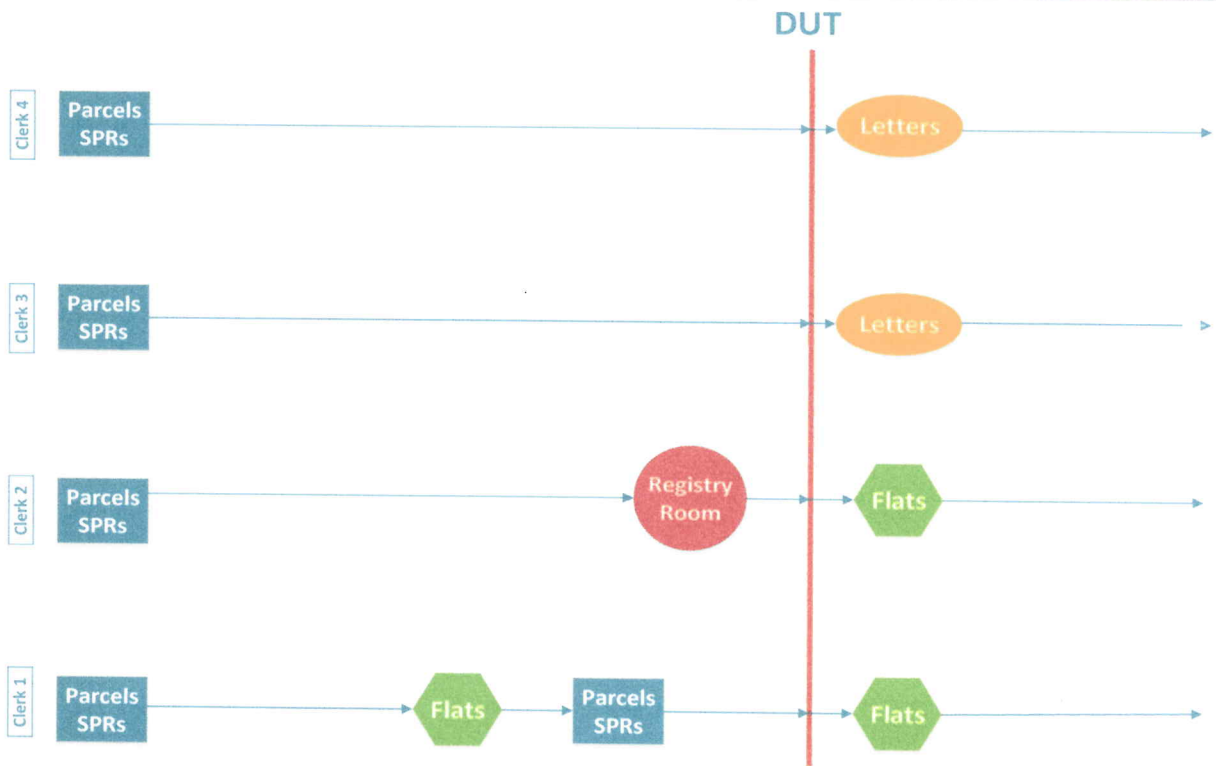 DUT
Clerk 4
Parcels
SPRs
Letters
Clerk 3
Parcels
SPRs
Letters
Clerk 2
Parcels
SPRs
Registry
Room
Flats
Clerk 1
Parcels
SPRs
Flats
Parcels
SPRs
Flats